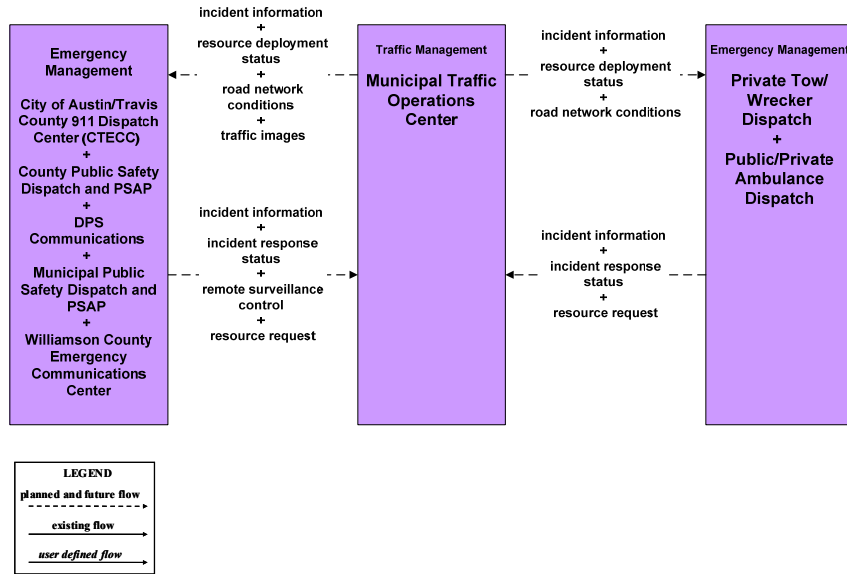 Emergency
Management
City of Austin/Travis
County 911 Dispatch
Center (CTECC)
+
County Public Safety
Dispatch and PSAP
+
DPS
Communications
+
Municipal Public
Safety Dispatch and
PSAP
+
Williamson County
Emergency
Communications
Center
incident information
+
resource deployment
status
+
road network
conditions
+
traffic images
incident information
+
incident response
status
+
remote surveillance
control
+
resource request
Traffic Management
Municipal Traffic
Operations
Center
incident information
+
resource deployment
status
+
road network conditions
incident information
+
incident response
status
+
resource request
Emergency Management
Private Tow/
Wrecker
Dispatch
+
Public/Private
Ambulance
Dispatch
LEGEND
planned and future flow
existing flow
user defined flow